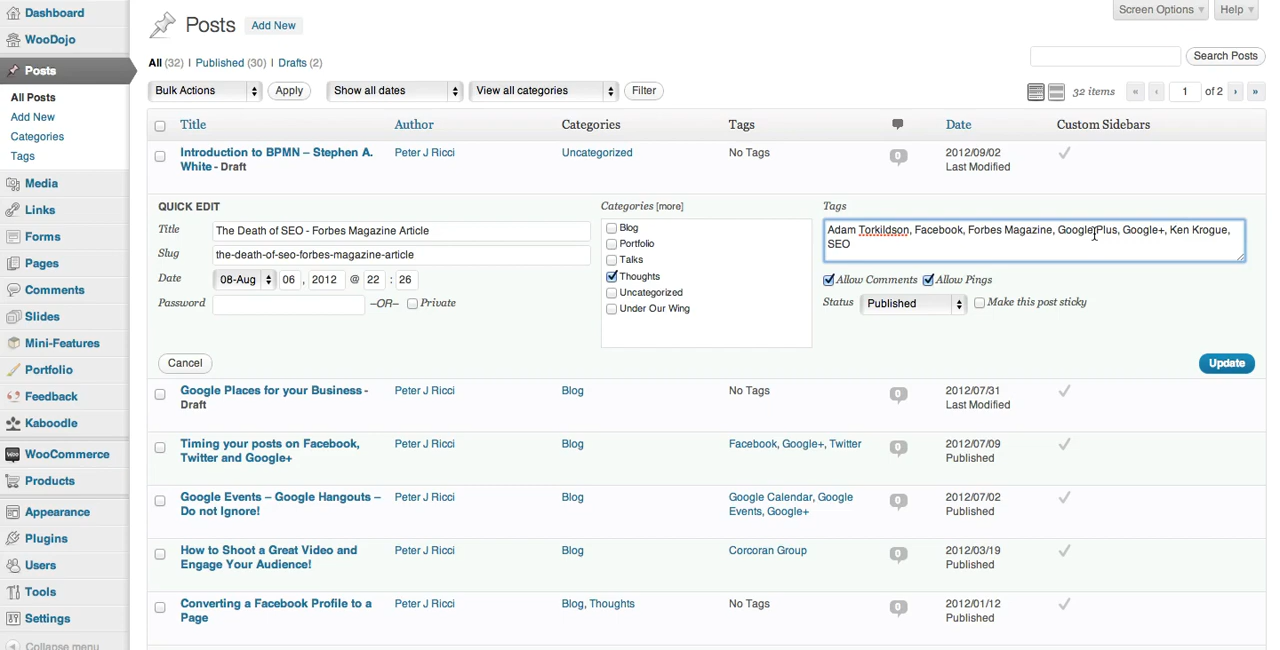 Dashboard
WooDojo
Posts
All Posts
Add New
Categories
Tags
Media
Links
Forms
Pages
Comments
Slides
Mini-Features
Portfolio
Feedback
Kaboodle
WooCommerce
Products
Appearance
Plugins
Users
Tools
Settings
Collapse menu
Screen Options
Help
Posts Add New
All (32) | Published (30) | Drafts (2)
Search Posts
Bulk Actions Apply Show all dates View all categories Filter
32 items « ‹ 1 of 2 › »
Title Author Categories Tags Date Custom Sidebars
Introduction to BPMN – Stephen A. Peter J Ricci Uncategorized No Tags 0 2012/09/02
White - Draft Last Modified
QUICK EDIT Categories [more] Tags
Title The Death of SEO - Forbes Magazine Article
Slug the-death-of-seo-forbes-magazine-article
Date 08-Aug 06 , 2012 @ 22 : 26
Password –OR– Private
Blog
Portfolio
Talks
Thoughts
Uncategorized
Under Our Wing
Adam Torkildson, Facebook, Forbes Magazine, Google Plus, Google+, Ken Krogue,
SEO
Allow Comments Allow Pings
Status Published Make this post sticky
Cancel Update
Google Places for your Business - Peter J Ricci Blog No Tags 0 2012/07/31
Draft Last Modified
Timing your posts on Facebook, Peter J Ricci Blog Facebook, Google+, Twitter 0 2012/07/09
Twitter and Google+ Published
Google Events – Google Hangouts – Peter J Ricci Blog Google Calendar, Google 0 2012/07/02
Do not Ignore! Events, Google+ Published
How to Shoot a Great Video and Peter J Ricci Blog Corcoran Group 0 2012/03/19
Engage Your Audience! Published
Converting a Facebook Profile to a Peter J Ricci Blog, Thoughts No Tags 0 2012/01/12
Page Published